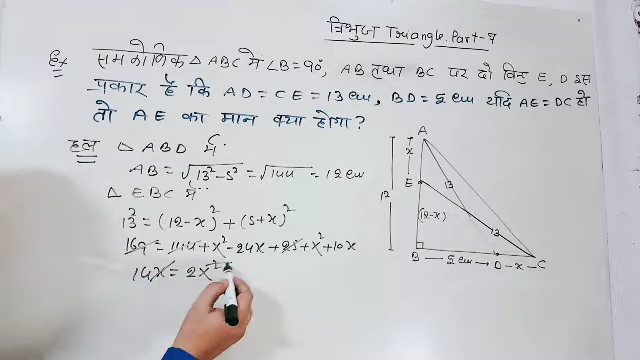 त्रिभुज Triangle Part-7
Ex समकोणिक △ ABC मे ∠B = 90°, AB तथा BC पर दो विन्दु E, D इस
प्रकार है कि AD = CE = 13 cm, BD = 5 cm यदि AE = DC हो
तो AE का मान क्या होगा?
हल △ ABD में
AB = √13²-5² = √144 = 12 cm
△ EBC में
13² = (12-x)² + (5+x)²
169 = 144 + x² - 24x + 25 + x² + 10x
14x = 2x²
A
x
E
13
12
(12-x)
13
B 5 cm → D - x - C